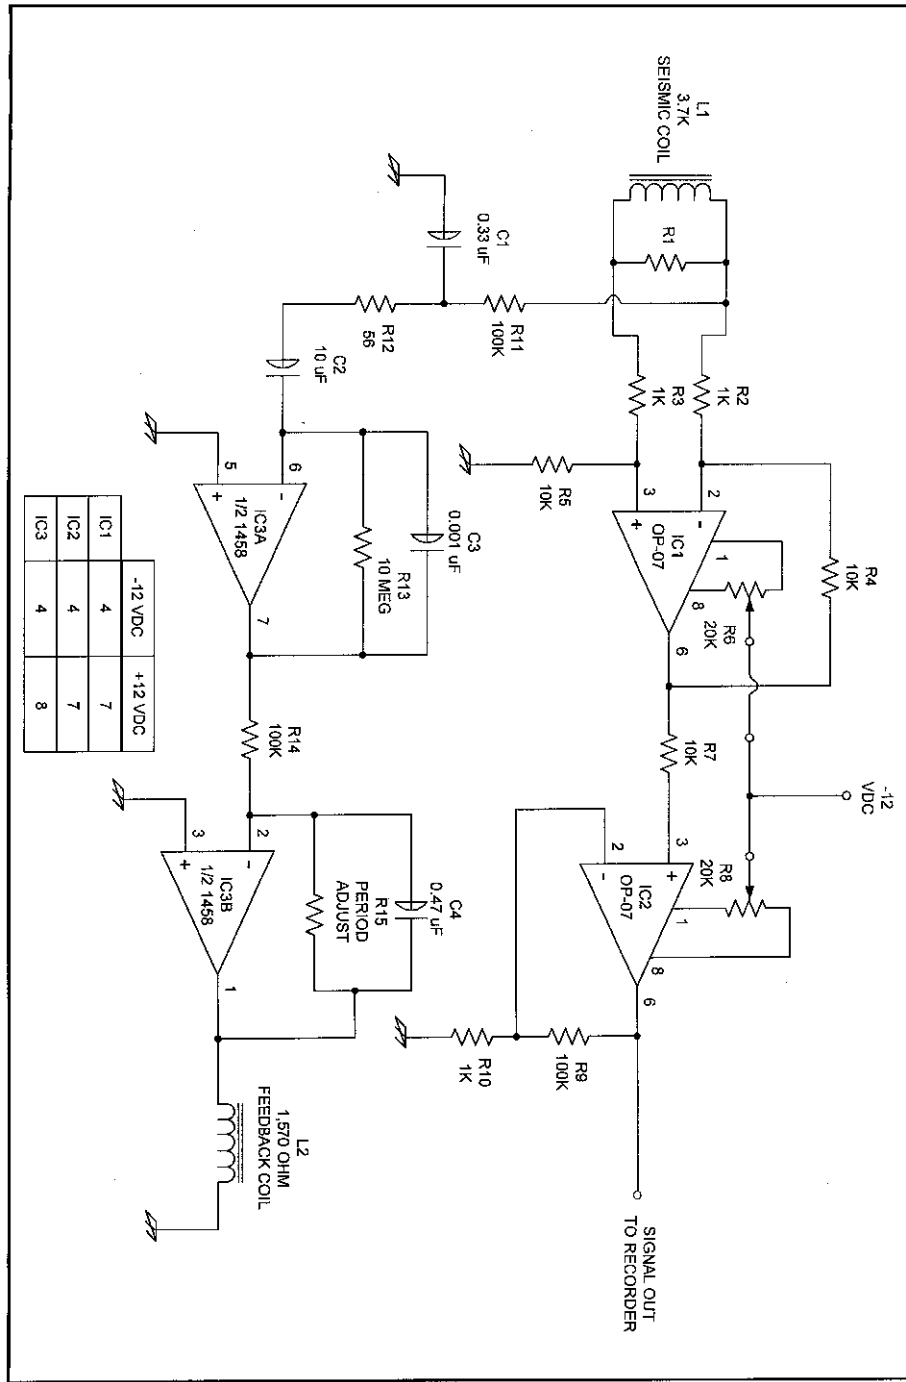 L1
3.7K
SEISMIC COIL
R1
R2
1K
R3
1K
R4
10K
R5
10K
2
3
-
+
IC1
OP-07
1
8
6
R6
20K
R7
10K
-12
VDC
R8
20K
3
2
+
-
IC2
OP-07
1
8
6
R9
100K
R10
1K
SIGNAL OUT
TO RECORDER
R11
100K
C1
0.33 uF
R12
56
C2
10 uF
C3
0.001 uF
R13
10 MEG
6
5
-
+
IC3A
1/2 1458
7
R14
100K
C4
0.47 uF
R15
PERIOD
ADJUST
2
3
-
+
IC3B
1/2 1458
1
L2
1,570 OHM
FEEDBACK COIL
-12 VDC +12 VDC
IC1 4 7
IC2 4 7
IC3 4 8